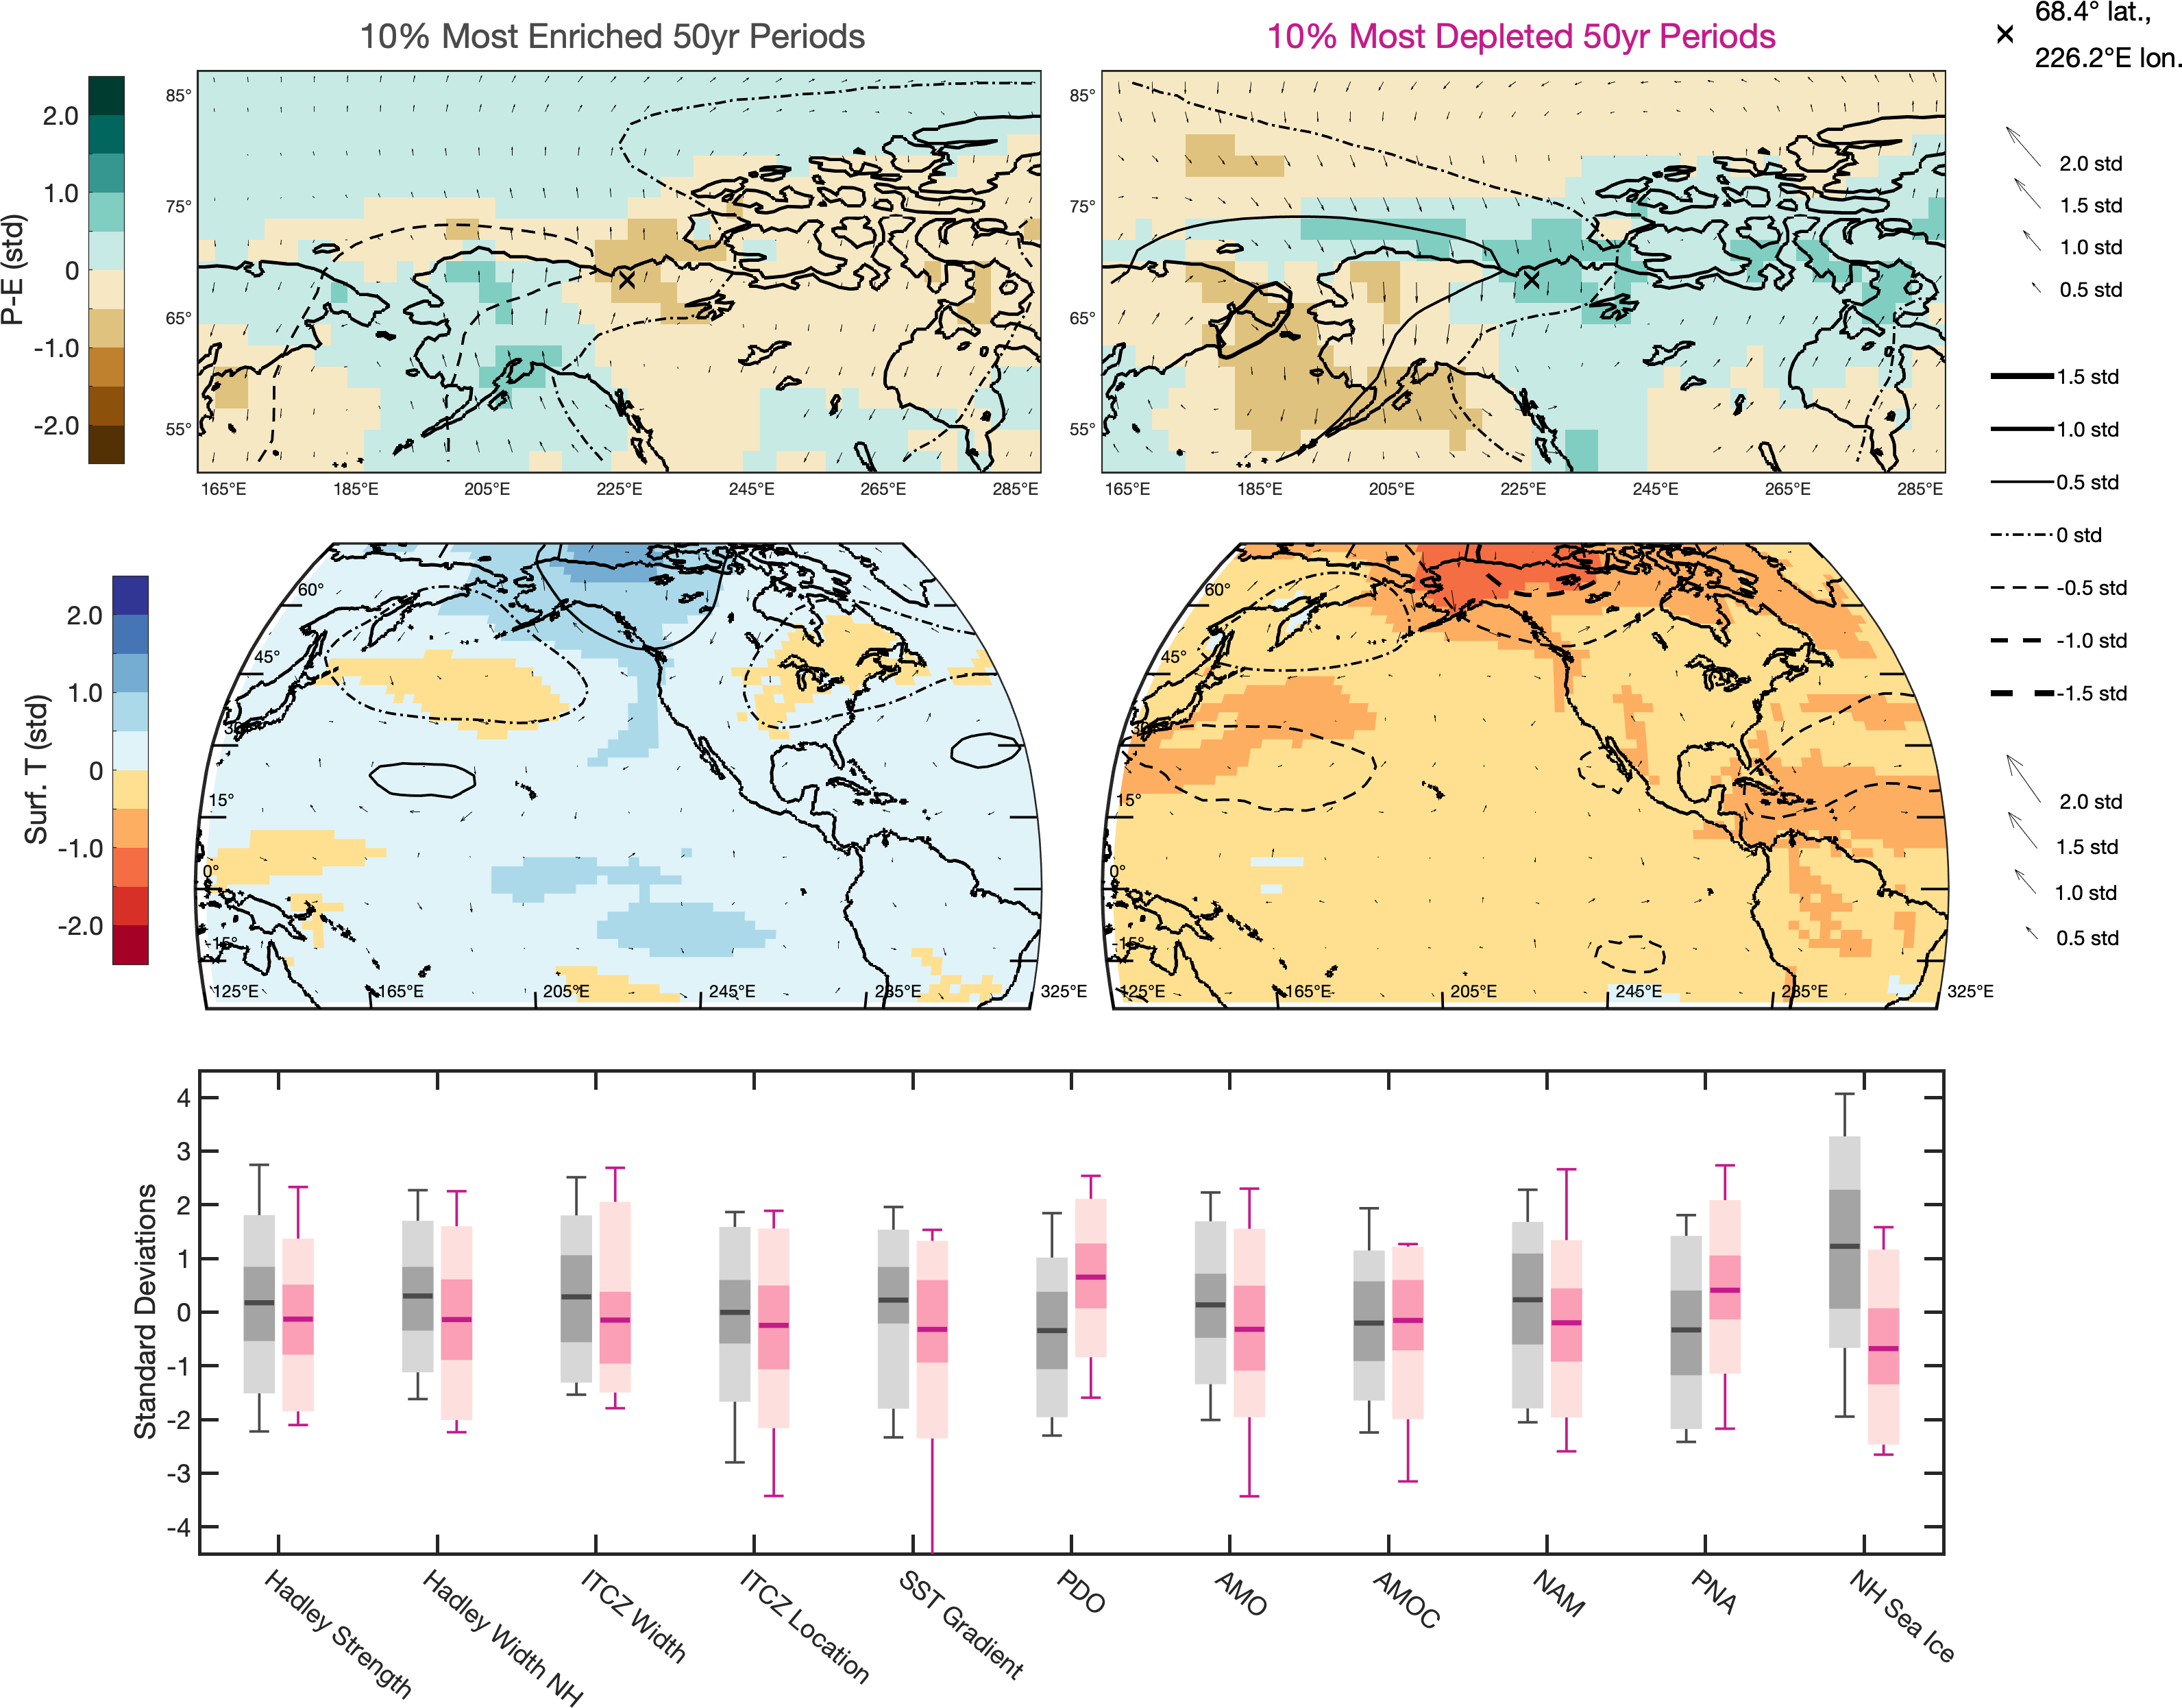 10% Most Enriched 50yr Periods
10% Most Depleted 50yr Periods
68.4° lat.,
226.2°E lon.
P-E (std)
2.0
1.0
0
-1.0
-2.0
85°
75°
65°
55°
165°E 185°E 205°E 225°E 245°E 265°E 285°E
85°
75°
65°
55°
165°E 185°E 205°E 225°E 245°E 265°E 285°E
2.0 std
1.5 std
1.0 std
0.5 std
1.5 std
1.0 std
0.5 std
0 std
-0.5 std
-1.0 std
-1.5 std
Surf. T (std)
2.0
1.0
0
-1.0
-2.0
60°
45°
30°
15°
0°
-15°
125°E 165°E 205°E 245°E 285°E 325°E
60°
45°
30°
15°
0°
-15°
125°E 165°E 205°E 245°E 285°E 325°E
2.0 std
1.5 std
1.0 std
0.5 std
Standard Deviations
4
3
2
1
0
-1
-2
-3
-4
Hadley Strength
Hadley Width NH
ITCZ Width
ITCZ Location
SST Gradient
PDO
AMO
AMOC
NAM
PNA
NH Sea Ice